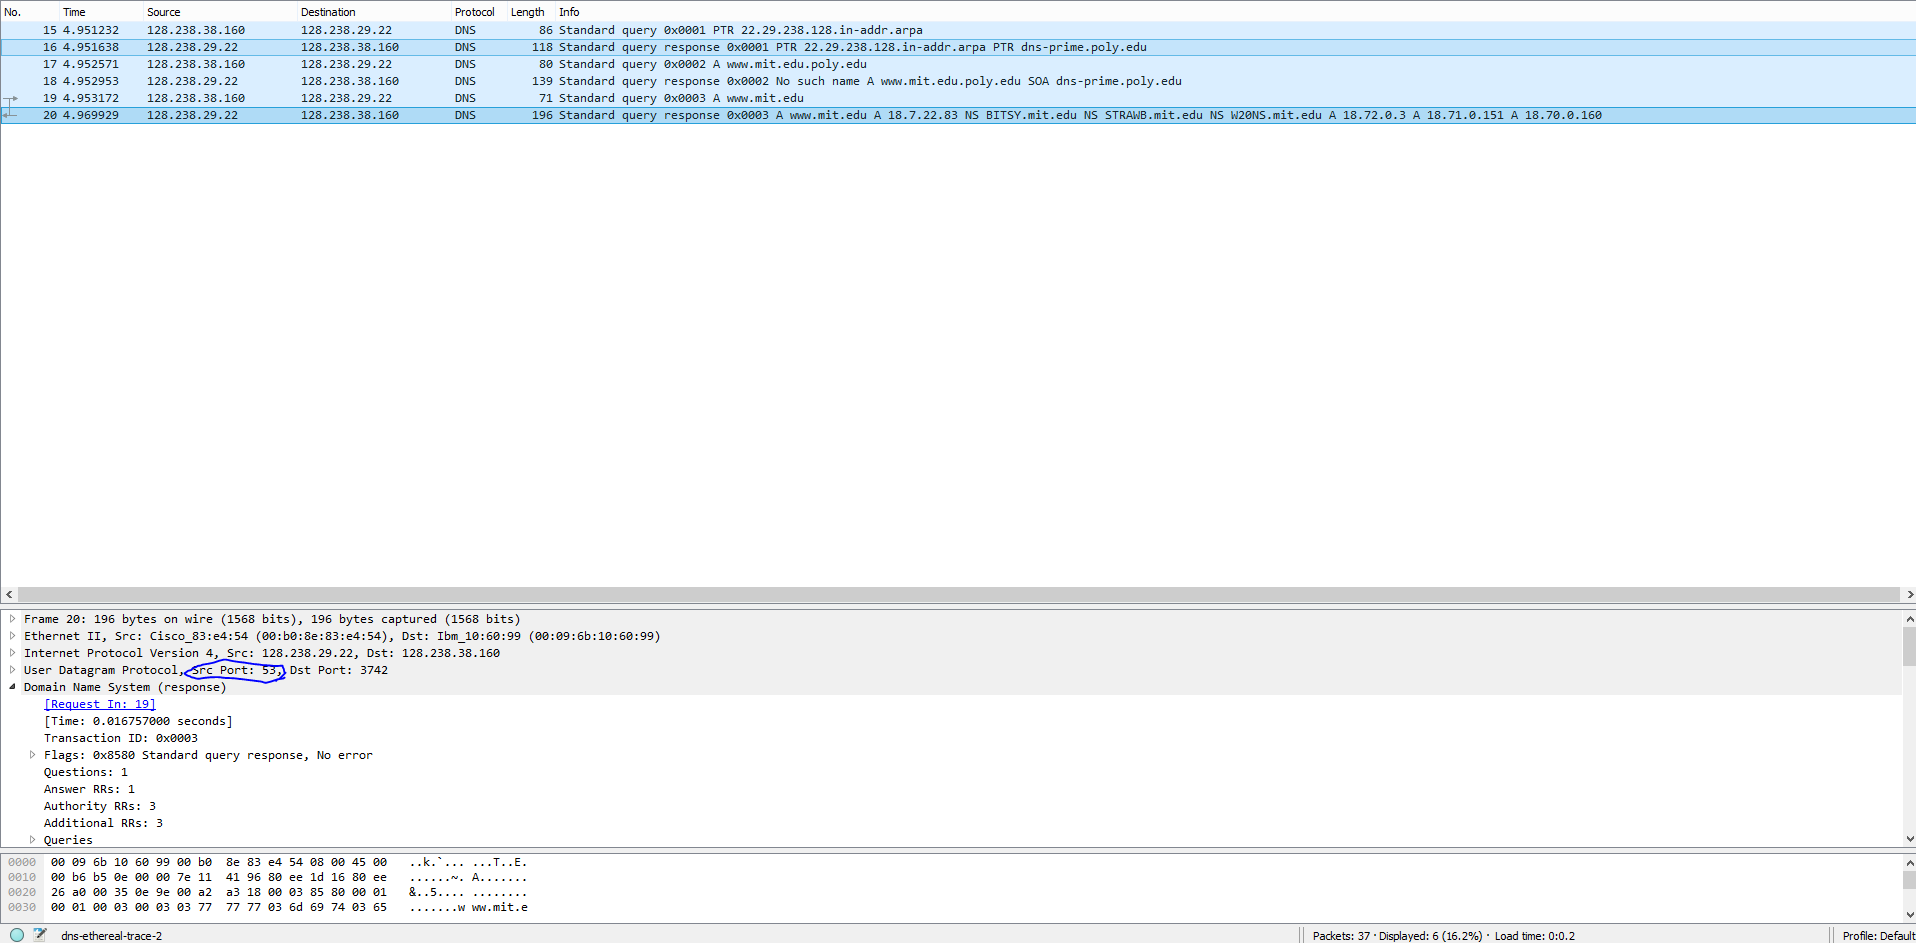 No. Time Source Destination Protocol Length Info
15 4.951232 128.238.38.160 128.238.29.22 DNS 86 Standard query 0x0001 PTR 22.29.238.128.in-addr.arpa
16 4.951638 128.238.29.22 128.238.38.160 DNS 118 Standard query response 0x0001 PTR 22.29.238.128.in-addr.arpa PTR dns-prime.poly.edu
17 4.952571 128.238.38.160 128.238.29.22 DNS 80 Standard query 0x0002 A www.mit.edu.poly.edu
18 4.952953 128.238.29.22 128.238.38.160 DNS 139 Standard query response 0x0002 No such name A www.mit.edu.poly.edu SOA dns-prime.poly.edu
19 4.953172 128.238.38.160 128.238.29.22 DNS 71 Standard query 0x0003 A www.mit.edu
20 4.969929 128.238.29.22 128.238.38.160 DNS 196 Standard query response 0x0003 A www.mit.edu A 18.7.22.83 NS BITSY.mit.edu NS STRAWB.mit.edu NS W20NS.mit.edu A 18.72.0.3 A 18.71.0.151 A 18.70.0.160
Frame 20: 196 bytes on wire (1568 bits), 196 bytes captured (1568 bits)
Ethernet II, Src: Cisco_83:e4:54 (00:b0:8e:83:e4:54), Dst: Ibm_10:60:99 (00:09:6b:10:60:99)
Internet Protocol Version 4, Src: 128.238.29.22, Dst: 128.238.38.160
User Datagram Protocol, Src Port: 53, Dst Port: 3742
Domain Name System (response)
[Request In: 19]
[Time: 0.016757000 seconds]
Transaction ID: 0x0003
Flags: 0x8580 Standard query response, No error
Questions: 1
Answer RRs: 1
Authority RRs: 3
Additional RRs: 3
Queries
0000 00 09 6b 10 60 99 00 b0 8e 83 e4 54 08 00 45 00 ..k.`... ...T..E.
0010 00 b6 b5 0e 00 00 7e 11 41 96 80 ee 1d 16 80 ee ......~. A.......
0020 26 a0 00 35 0e 9e 00 a2 a3 18 00 03 85 80 00 01 &..5.... ........
0030 00 01 00 03 00 03 03 77 77 77 03 6d 69 74 03 65 .......w ww.mit.e
dns-ethereal-trace-2 Packets: 37 · Displayed: 6 (16.2%) · Load time: 0:0.2 Profile: Default